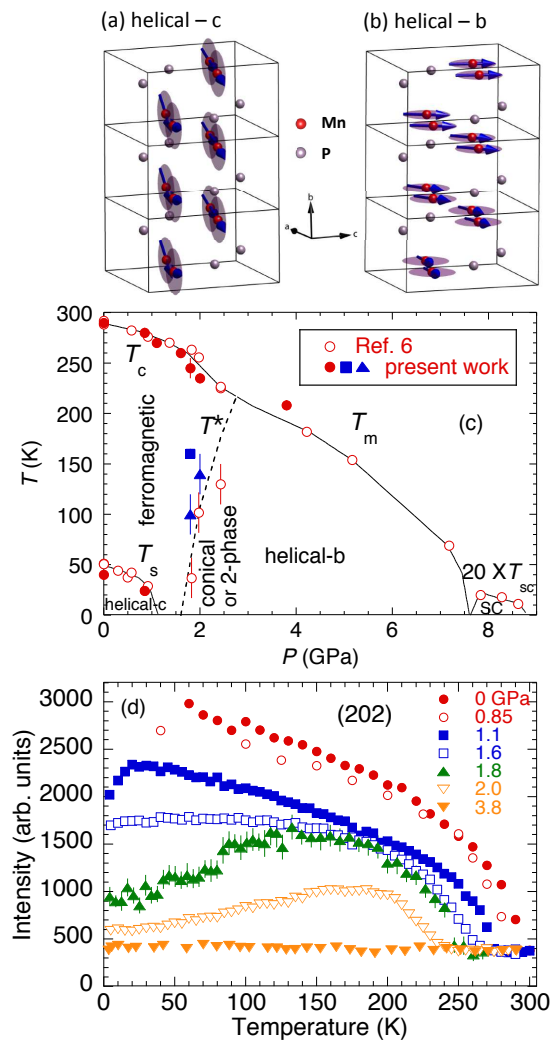 (a) helical – c
(b) helical – b
Mn
P
a
b
c
300
250
200
150
100
50
0
T (K)
T_c
ferromagnetic
T_s
helical-c
T*
conical
or 2-phase
helical-b
T_m
(c)
Ref. 6
present work
20 X T_sc
SC
0
2
4
6
8
P (GPa)
(d)
(202)
0 GPa
0.85
1.1
1.6
1.8
2.0
3.8
3000
2500
2000
1500
1000
500
0
Intensity (arb. units)
0
50
100
150
200
250
300
Temperature (K)